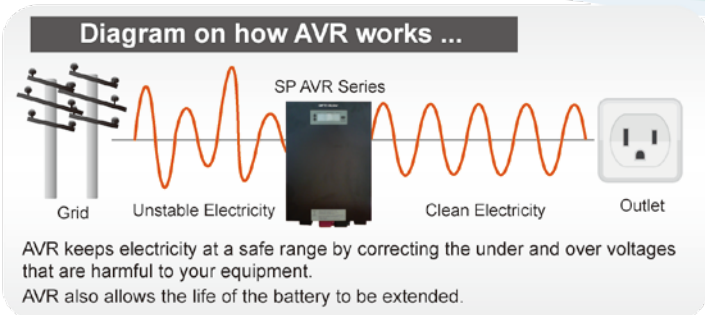 Diagram on how AVR works ...
SP AVR Series
Grid
Unstable Electricity
Clean Electricity
Outlet
AVR keeps electricity at a safe range by correcting the under and over voltages
that are harmful to your equipment.
AVR also allows the life of the battery to be extended.